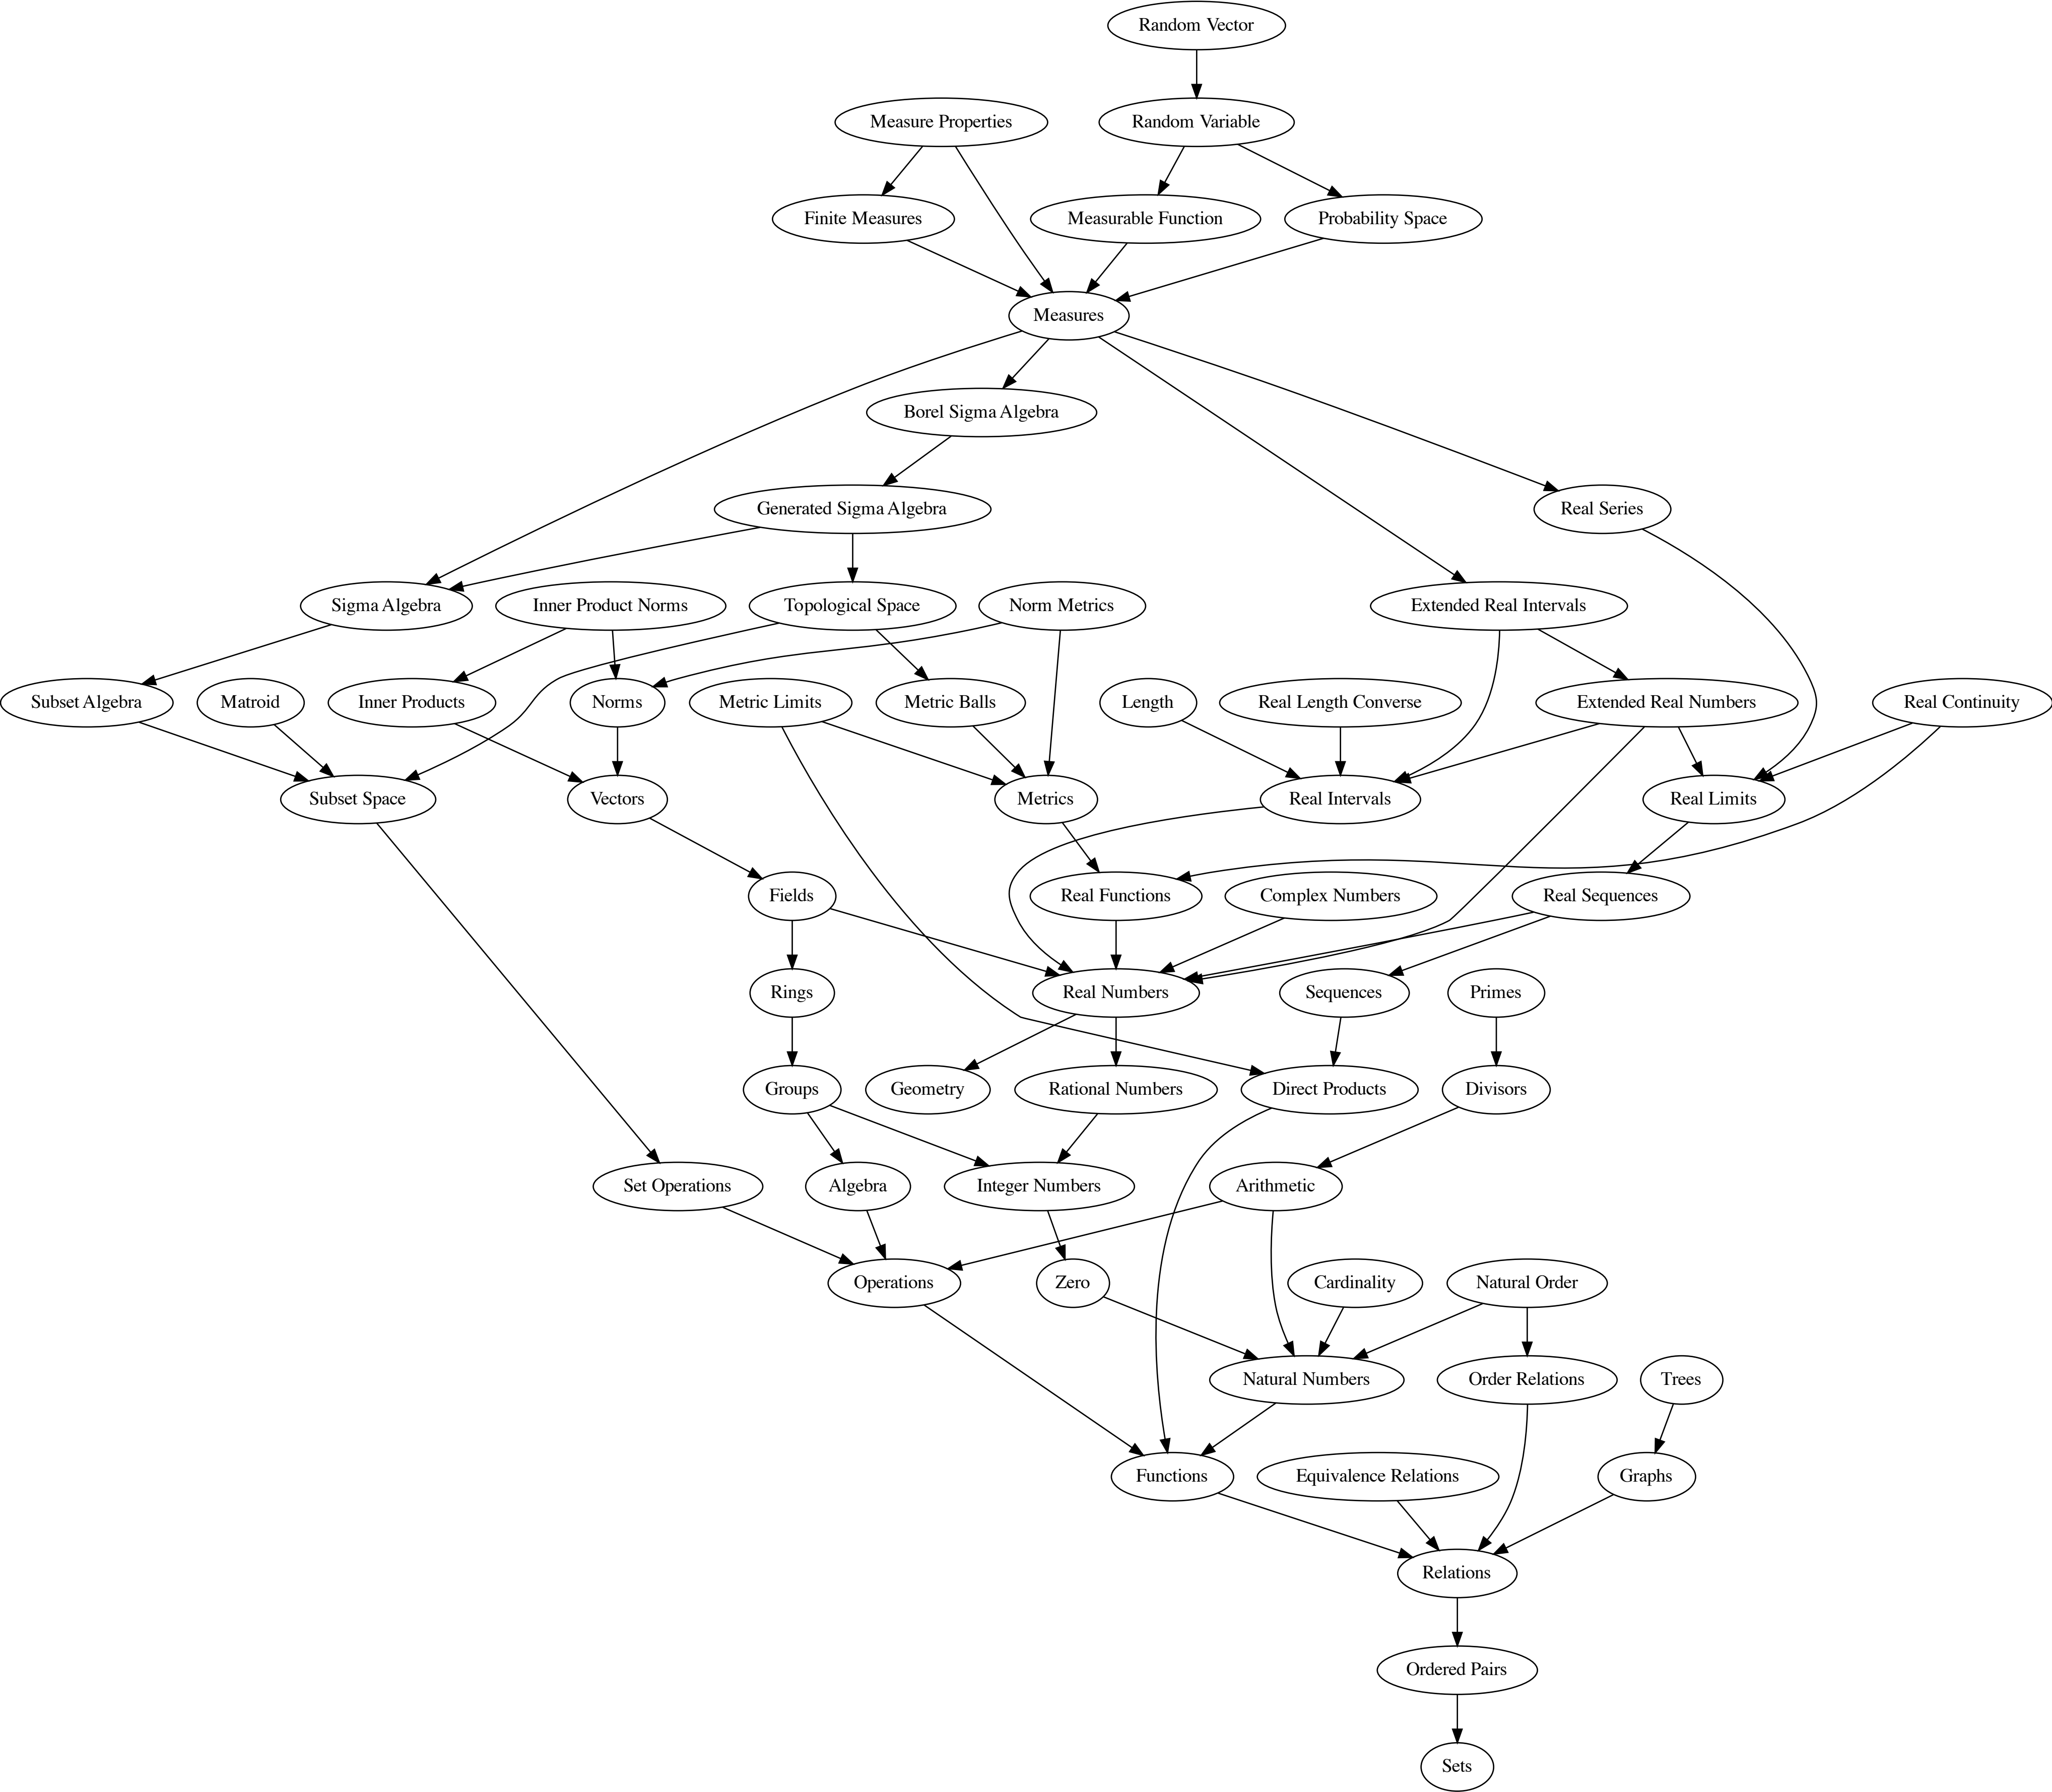 Random Vector
Measure Properties
Random Variable
Finite Measures
Measurable Function
Probability Space
Measures
Borel Sigma Algebra
Generated Sigma Algebra
Real Series
Sigma Algebra
Inner Product Norms
Topological Space
Norm Metrics
Extended Real Intervals
Subset Algebra
Matroid
Inner Products
Norms
Metric Limits
Metric Balls
Length
Real Length Converse
Extended Real Numbers
Real Continuity
Subset Space
Vectors
Metrics
Real Intervals
Real Limits
Fields
Real Functions
Complex Numbers
Real Sequences
Rings
Real Numbers
Sequences
Primes
Groups
Geometry
Rational Numbers
Direct Products
Divisors
Set Operations
Algebra
Integer Numbers
Arithmetic
Operations
Zero
Cardinality
Natural Order
Natural Numbers
Order Relations
Trees
Functions
Equivalence Relations
Graphs
Relations
Ordered Pairs
Sets